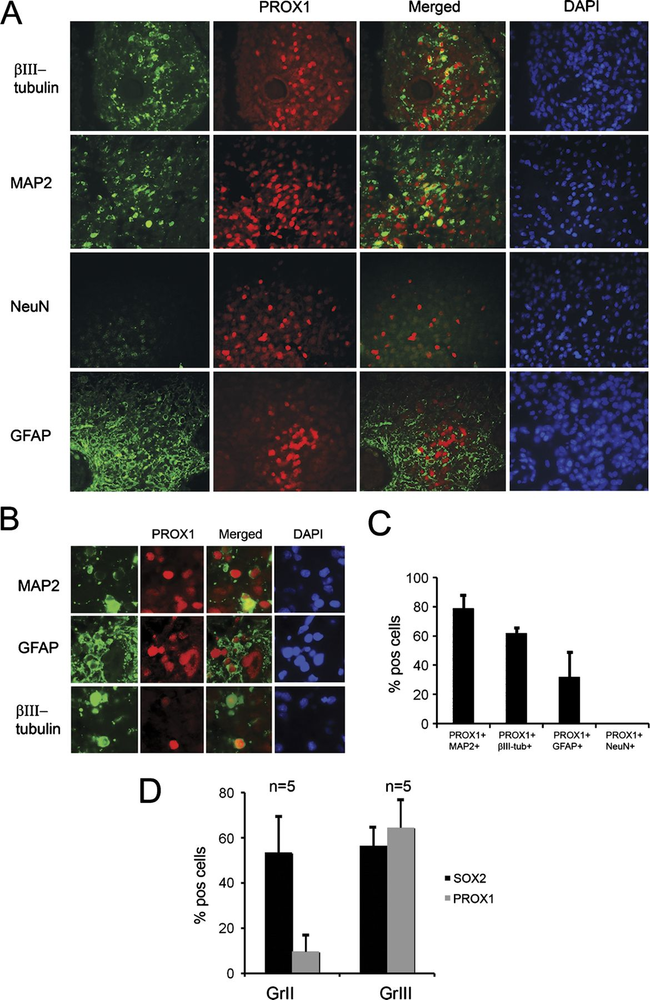 A
PROX1
Merged
DAPI
βIII–
tubulin
MAP2
NeuN
GFAP
B
PROX1
Merged
DAPI
MAP2
GFAP
βIII–
tubulin
C
% pos cells
100
80
60
40
20
0
PROX1+
MAP2+
PROX1+
βIII-tub+
PROX1+
GFAP+
PROX1+
NeuN+
D
n=5
n=5
% pos cells
80
60
40
20
0
GrII
GrIII
SOX2
PROX1